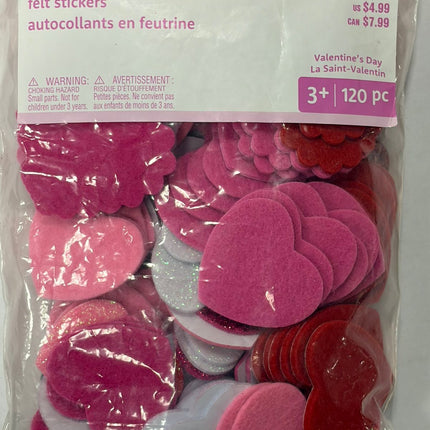 felt stickers
autocollants en feutrine
US $4.99
CAN $7.99
⚠ WARNING:
CHOKING HAZARD
Small parts. Not for
children under 3 years.
⚠ AVERTISSEMENT :
RISQUE D'ÉTOUFFEMENT
Petites pièces. Ne convient pas
aux enfants de moins de 3 ans.
Valentine's Day
La Saint-Valentin
3+ | 120 pc